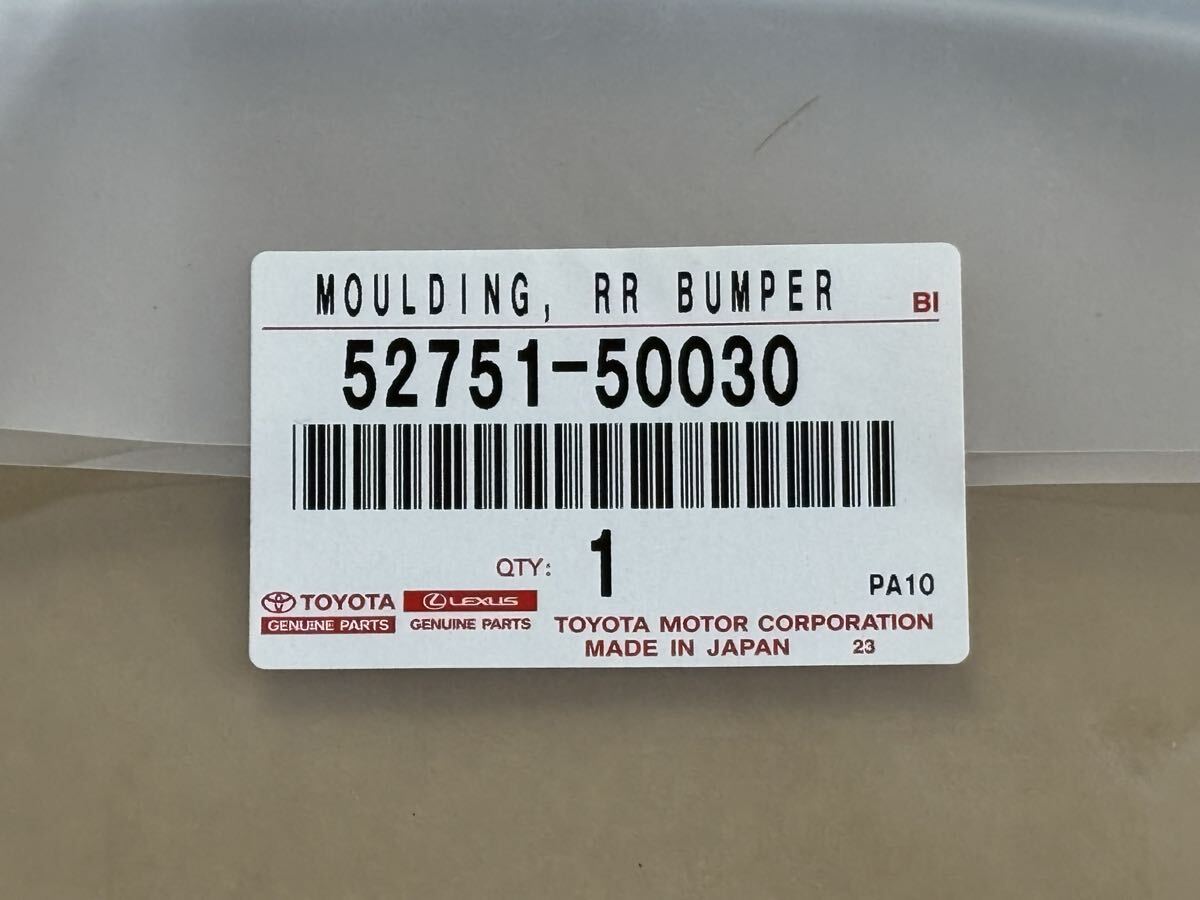 MOULDING, RR BUMPER BI
52751-50030
QTY: 1
PA10
TOYOTA LEXUS
GENUINE PARTS GENUINE PARTS
TOYOTA MOTOR CORPORATION
MADE IN JAPAN 23